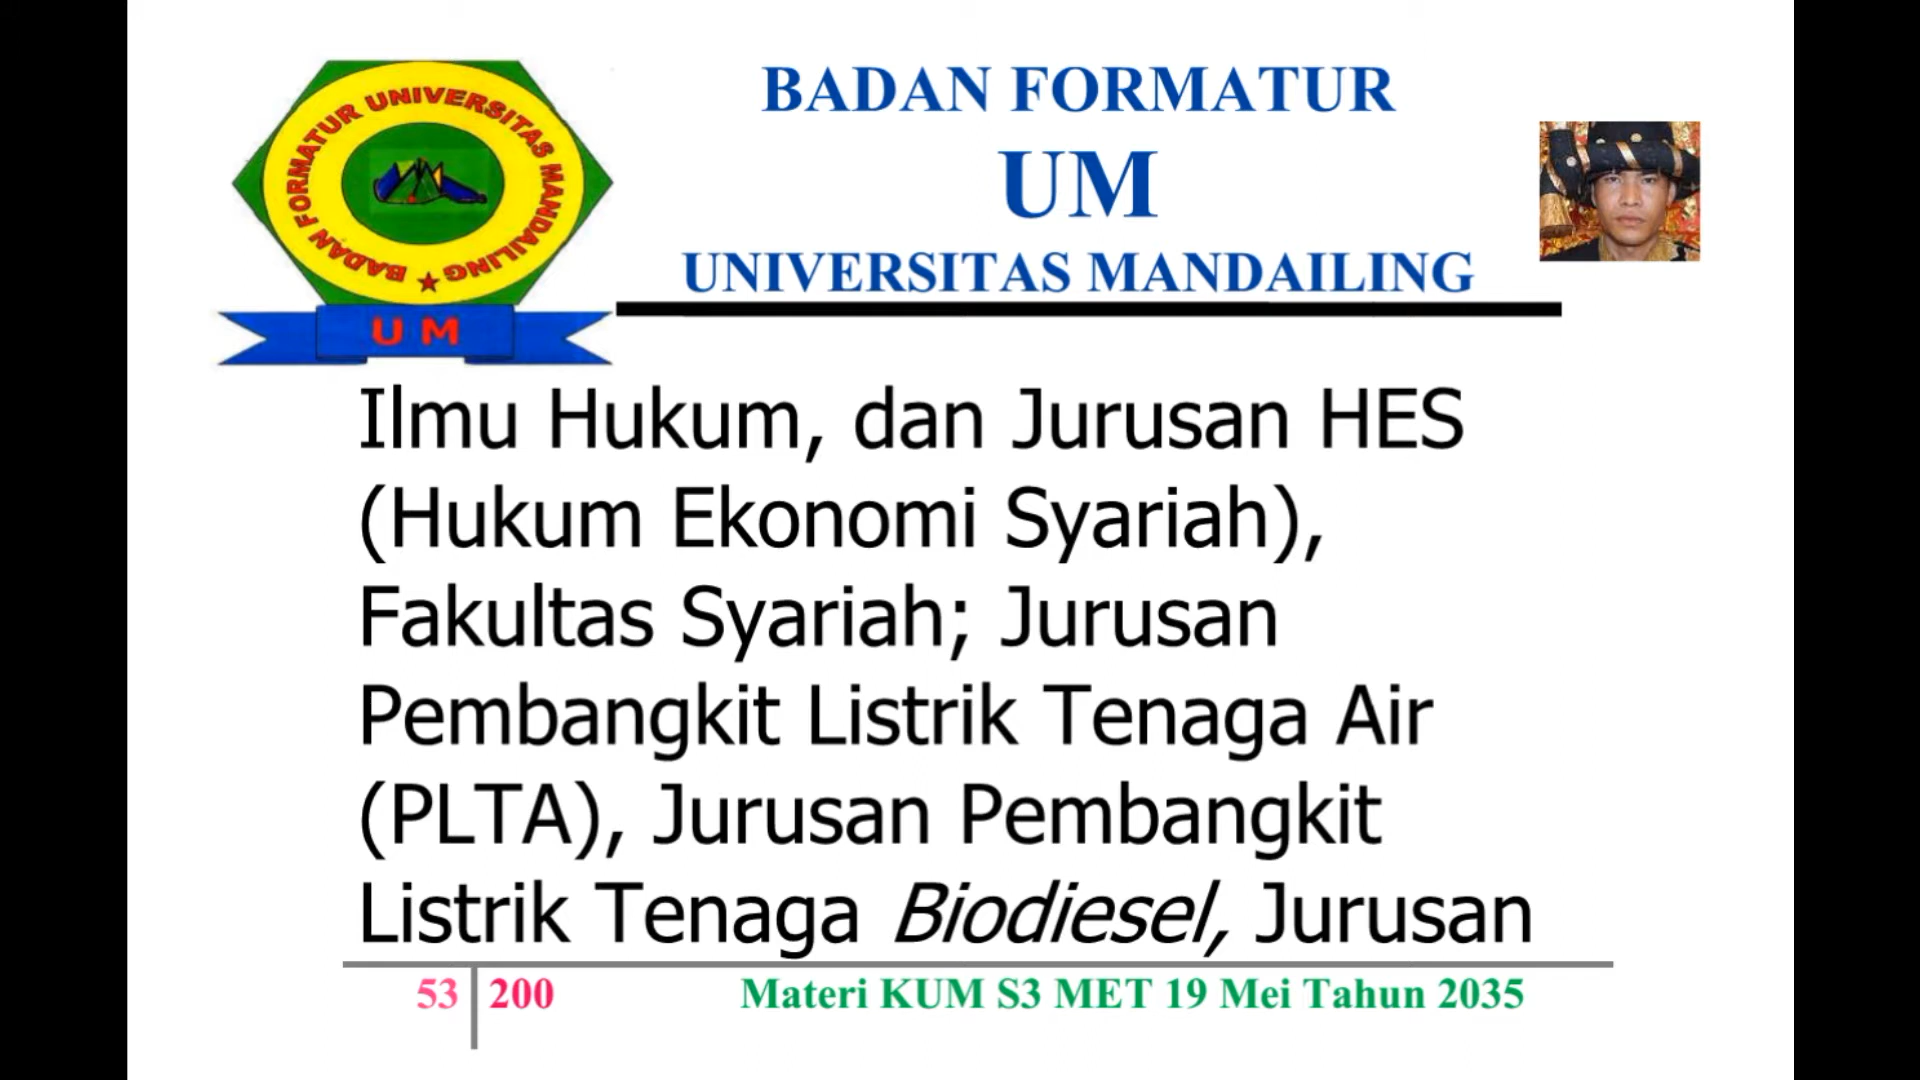 BADAN FORMATUR UNIVERSITAS MANDAILING
U M
BADAN FORMATUR
UM
UNIVERSITAS MANDAILING
Ilmu Hukum, dan Jurusan HES
(Hukum Ekonomi Syariah),
Fakultas Syariah; Jurusan
Pembangkit Listrik Tenaga Air
(PLTA), Jurusan Pembangkit
Listrik Tenaga Biodiesel, Jurusan
53 200 Materi KUM S3 MET 19 Mei Tahun 2035